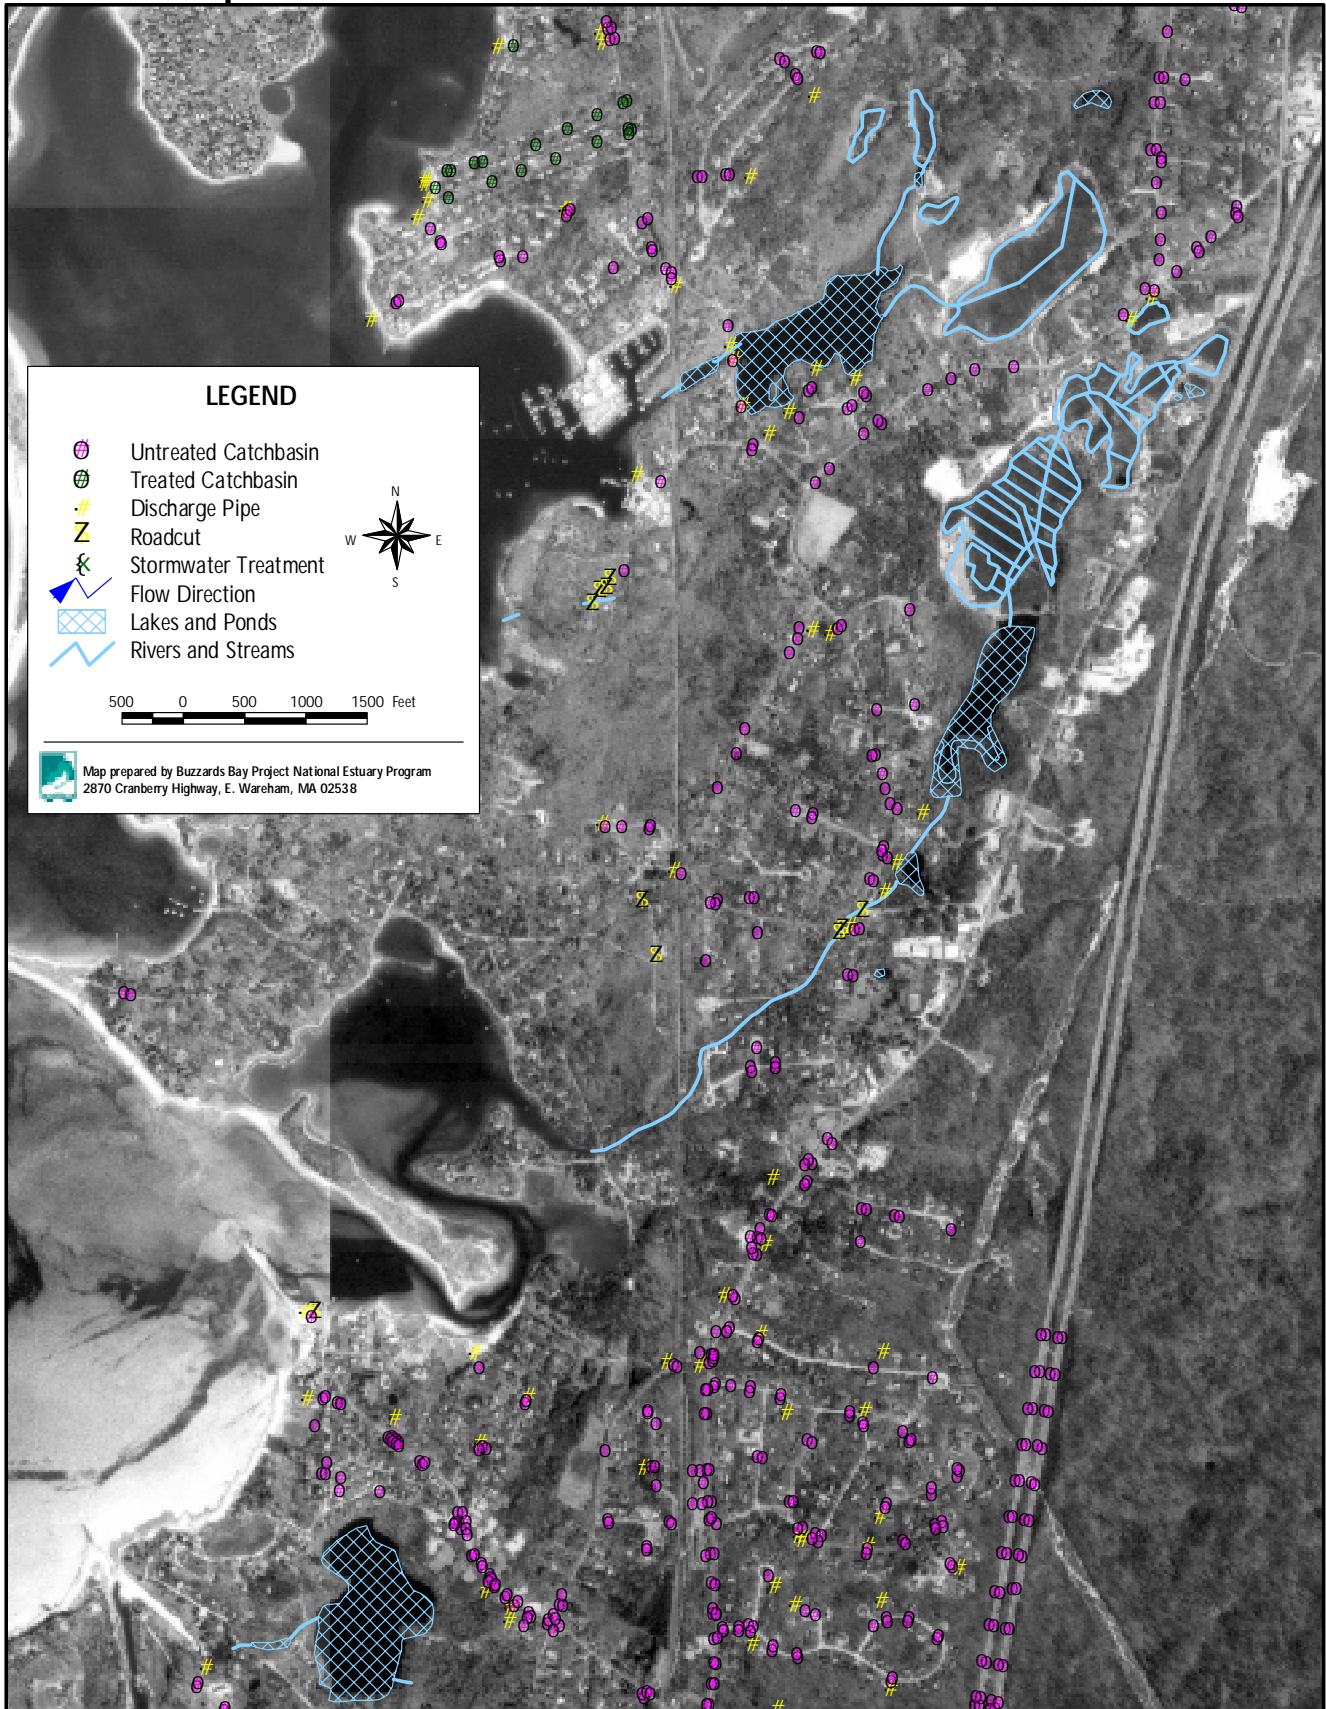 LEGEND
Untreated Catchbasin
Treated Catchbasin
Discharge Pipe
Roadcut
Stormwater Treatment
Flow Direction
Lakes and Ponds
Rivers and Streams
N
W E
S
500 0 500 1000 1500 Feet
Map prepared by Buzzards Bay Project National Estuary Program
2870 Cranberry Highway, E. Wareham, MA 02538